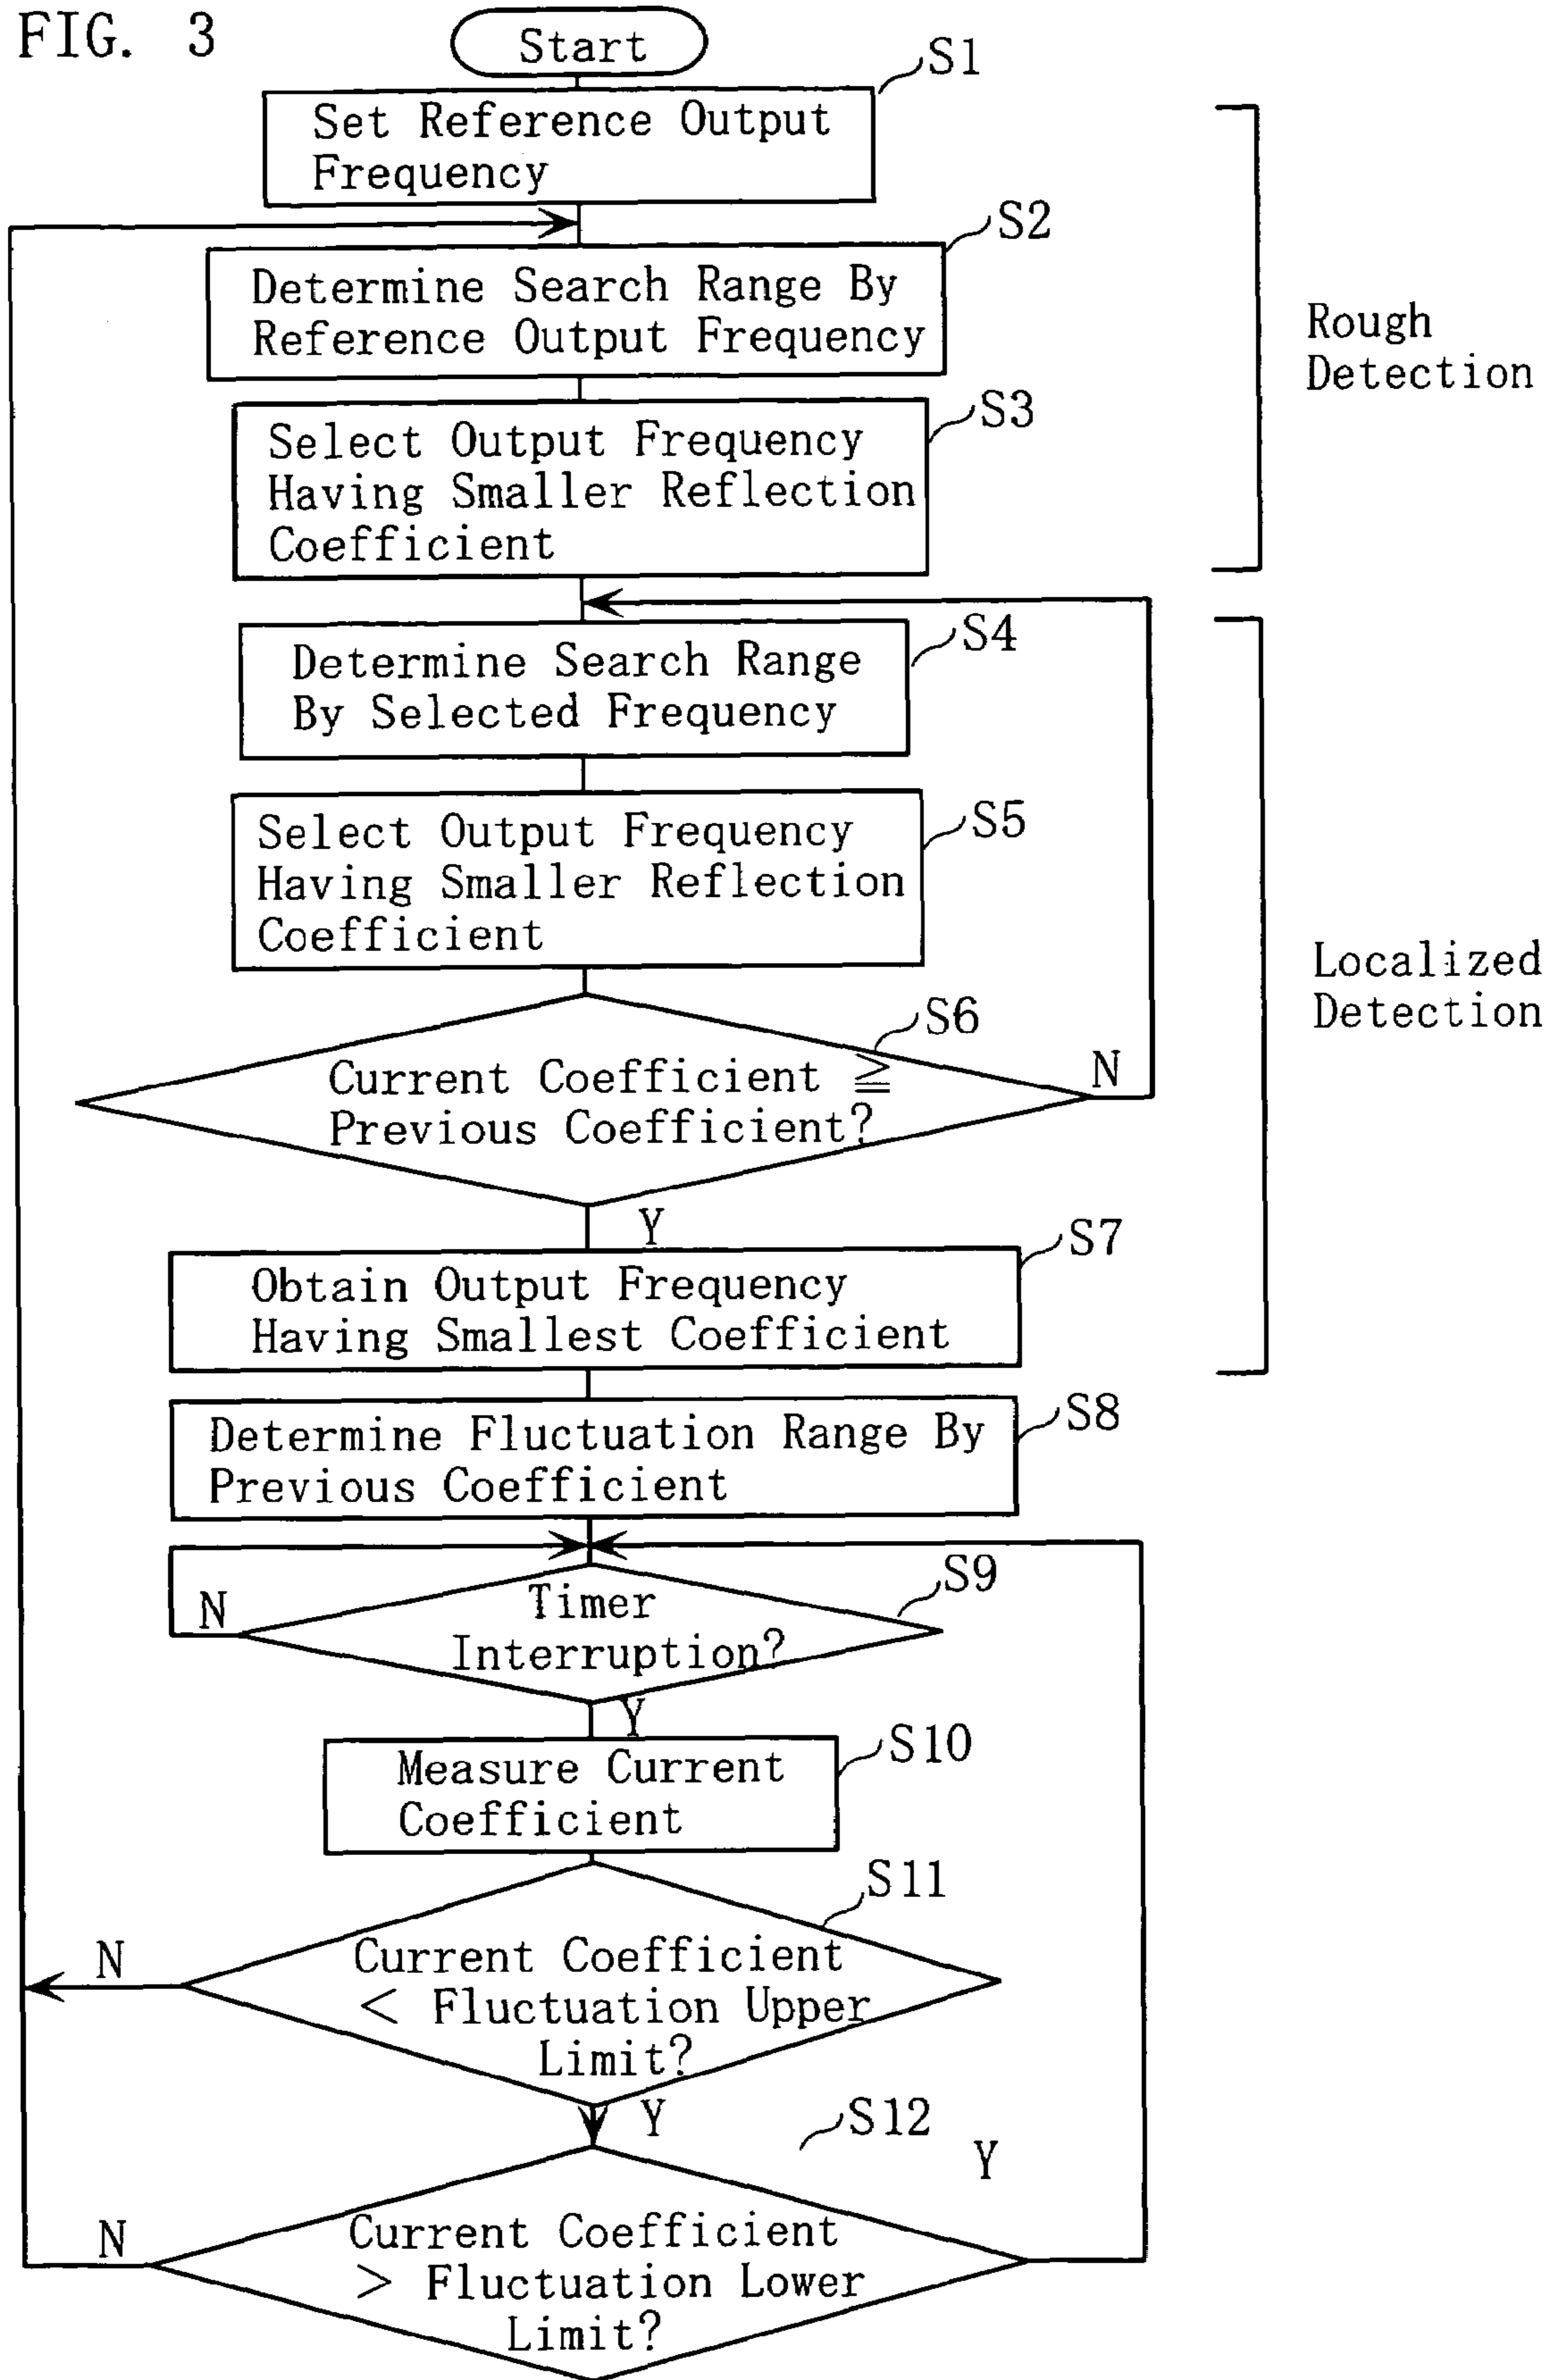 FIG. 3
Start
S1
Set Reference Output
Frequency
S2
Determine Search Range By
Reference Output Frequency
Rough
Detection
S3
Select Output Frequency
Having Smaller Reflection
Coefficient
S4
Determine Search Range
By Selected Frequency
S5
Select Output Frequency
Having Smaller Reflection
Coefficient
Localized
Detection
S6
Current Coefficient ≧
Previous Coefficient?
N
Y
S7
Obtain Output Frequency
Having Smallest Coefficient
S8
Determine Fluctuation Range By
Previous Coefficient
S9
Timer
Interruption?
N
Y
S10
Measure Current
Coefficient
S11
Current Coefficient
< Fluctuation Upper
Limit?
N
Y
S12
Y
Current Coefficient
> Fluctuation Lower
Limit?
N